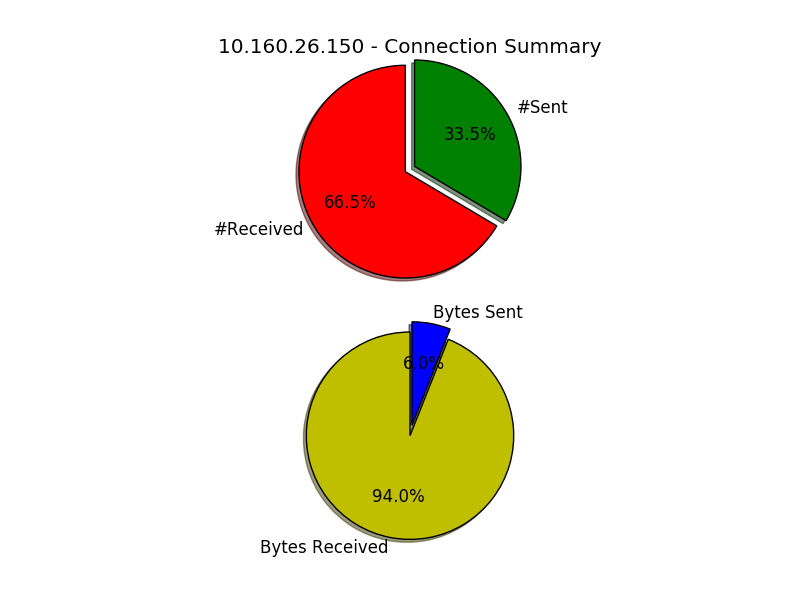 10.160.26.150 - Connection Summary
#Sent
33.5%
66.5%
#Received
Bytes Sent
6.0%
94.0%
Bytes Received